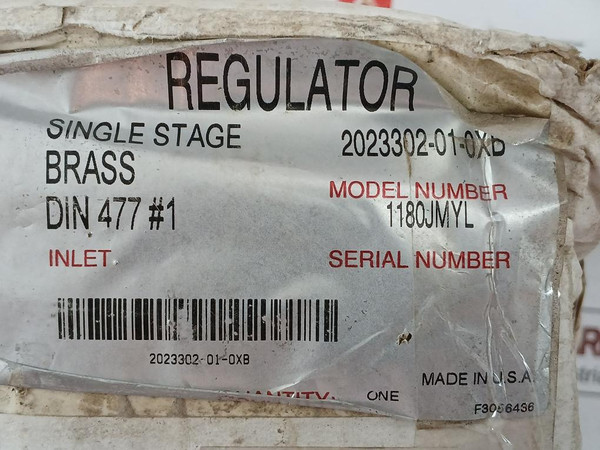 REGULATOR
SINGLE STAGE
2023302-01-0XB
BRASS
MODEL NUMBER
DIN 477 #1
1180JMYL
INLET
SERIAL NUMBER
2023302-01-0XB
QUANTITY: ONE
MADE IN U.S.A.